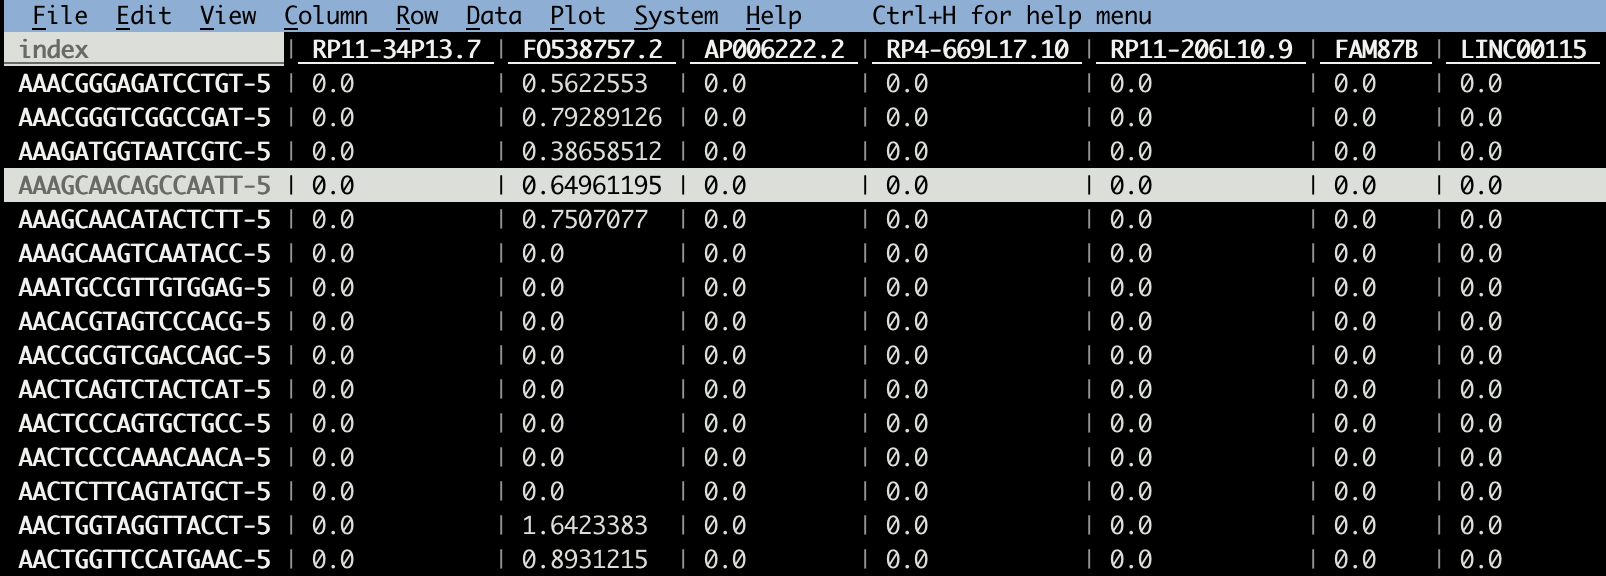 File Edit View Column Row Data Plot System Help Ctrl+H for help menu
index | RP11-34P13.7 | FO538757.2 | AP006222.2 | RP4-669L17.10 | RP11-206L10.9 | FAM87B | LINC00115
AAACGGGAGATCCTGT-5 | 0.0 | 0.5622553 | 0.0 | 0.0 | 0.0 | 0.0 | 0.0
AAACGGGTCGGCCGAT-5 | 0.0 | 0.79289126 | 0.0 | 0.0 | 0.0 | 0.0 | 0.0
AAAGATGGTAATCGTC-5 | 0.0 | 0.38658512 | 0.0 | 0.0 | 0.0 | 0.0 | 0.0
AAAGCAACAGCCAATT-5 | 0.0 | 0.64961195 | 0.0 | 0.0 | 0.0 | 0.0 | 0.0
AAAGCAACATACTCTT-5 | 0.0 | 0.7507077 | 0.0 | 0.0 | 0.0 | 0.0 | 0.0
AAAGCAAGTCAATACC-5 | 0.0 | 0.0 | 0.0 | 0.0 | 0.0 | 0.0 | 0.0
AAATGCCGTTGTGGAG-5 | 0.0 | 0.0 | 0.0 | 0.0 | 0.0 | 0.0 | 0.0
AACACGTAGTCCCACG-5 | 0.0 | 0.0 | 0.0 | 0.0 | 0.0 | 0.0 | 0.0
AACCGCGTCGACCAGC-5 | 0.0 | 0.0 | 0.0 | 0.0 | 0.0 | 0.0 | 0.0
AACTCAGTCTACTCAT-5 | 0.0 | 0.0 | 0.0 | 0.0 | 0.0 | 0.0 | 0.0
AACTCCCAGTGCTGCC-5 | 0.0 | 0.0 | 0.0 | 0.0 | 0.0 | 0.0 | 0.0
AACTCCCCAAACAACA-5 | 0.0 | 0.0 | 0.0 | 0.0 | 0.0 | 0.0 | 0.0
AACTCTTCAGTATGCT-5 | 0.0 | 0.0 | 0.0 | 0.0 | 0.0 | 0.0 | 0.0
AACTGGTAGGTTACCT-5 | 0.0 | 1.6423383 | 0.0 | 0.0 | 0.0 | 0.0 | 0.0
AACTGGTTCCATGAAC-5 | 0.0 | 0.8931215 | 0.0 | 0.0 | 0.0 | 0.0 | 0.0